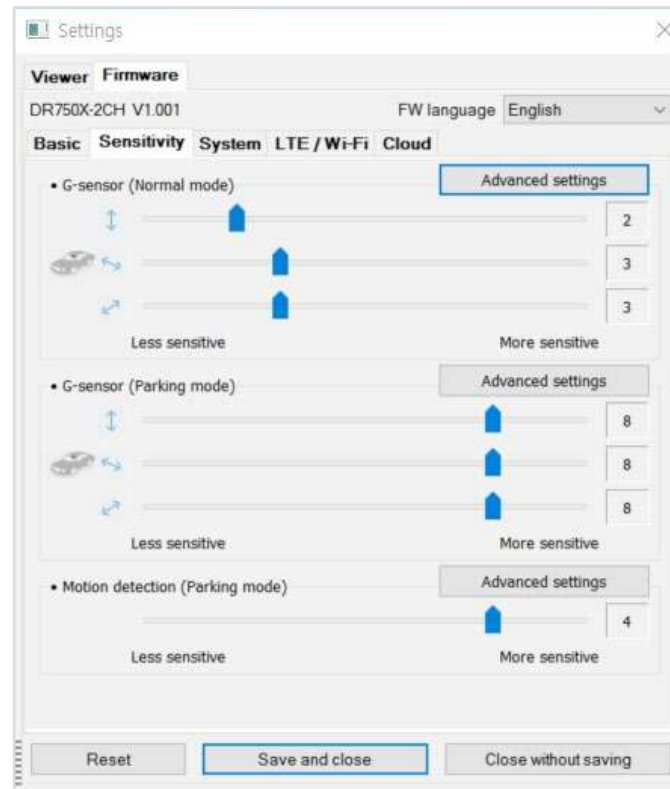 Settings
Viewer Firmware
DR750X-2CH V1.001 FW language English
Basic Sensitivity System LTE / Wi-Fi Cloud
• G-sensor (Normal mode) Advanced settings
2
3
3
Less sensitive More sensitive
• G-sensor (Parking mode) Advanced settings
8
8
8
Less sensitive More sensitive
• Motion detection (Parking mode) Advanced settings
4
Less sensitive More sensitive
Reset Save and close Close without saving